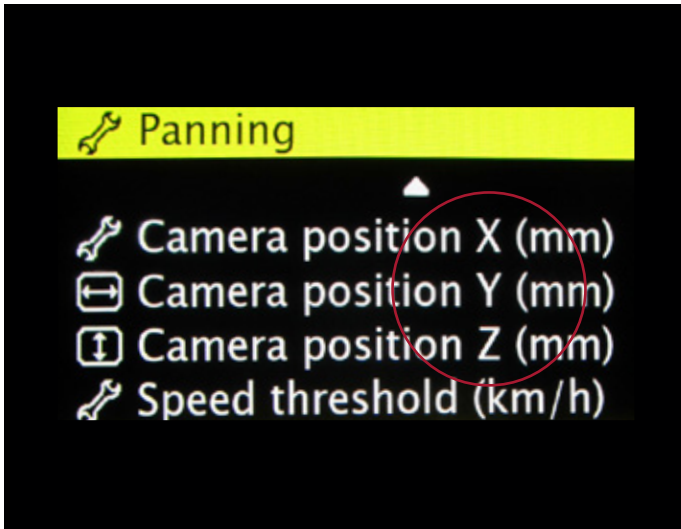 Panning
Camera position X (mm)
Camera position Y (mm)
Camera position Z (mm)
Speed threshold (km/h)